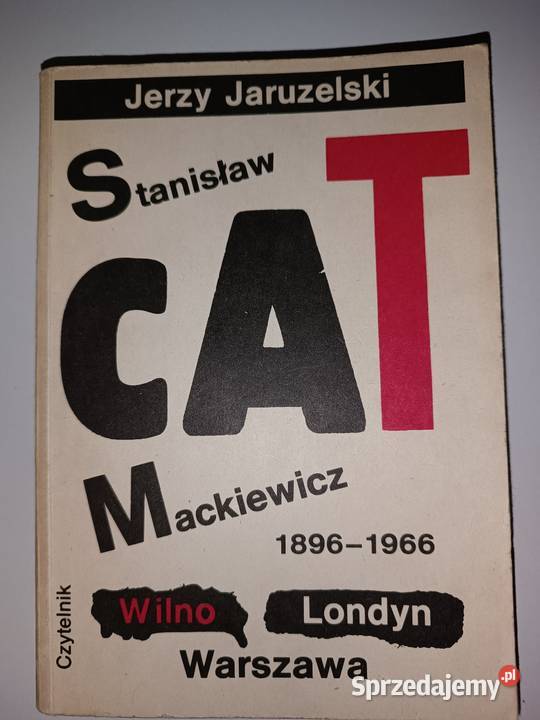 Jerzy Jaruzelski
Stanisław
CAT
Mackiewicz
1896–1966
Czytelnik
Wilno Londyn
Warszawa
Sprzedajemy.pl